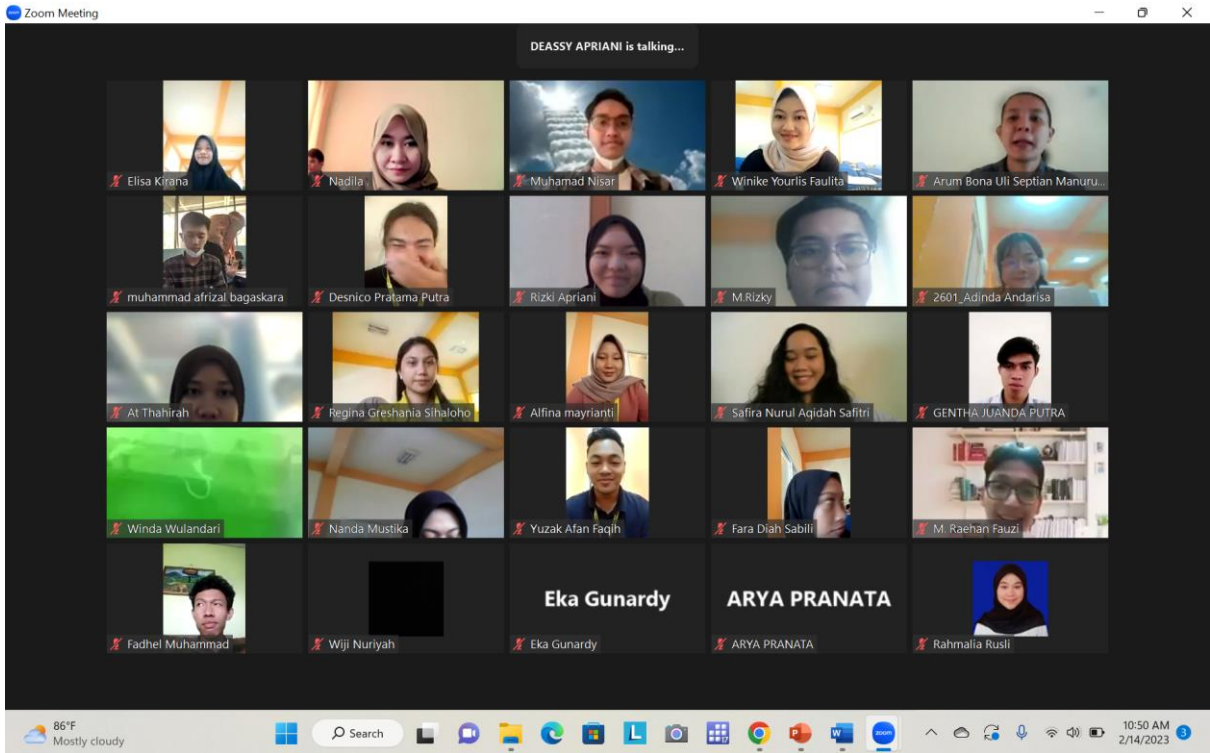 Zoom Meeting
DEASSY APRIANI is talking...
Elisa Kirana
Nadila
Muhamad Nisar
Winike Yourlis Faulita
Arum Bona Uli Septian Manuru...
muhammad afrizal bagaskara
Desnico Pratama Putra
Rizki Apriani
M.Rizky
2601_Adinda Andarisa
At Thahirah
Regina Greshania Sihaloho
Alfina mayrianti
Safira Nurul Aqidah Safitri
GENTHA JUANDA PUTRA
Winda Wulandari
Nanda Mustika
Yuzak Afan Faqih
Fara Diah Sabili
M. Raehan Fauzi
Fadhel Muhammad
Wiji Nuriyah
Eka Gunardy
Eka Gunardy
ARYA PRANATA
ARYA PRANATA
Rahmalia Rusli
86°F
Mostly cloudy
Search
L
17
P
W
zoom
10:50 AM
2/14/2023
3